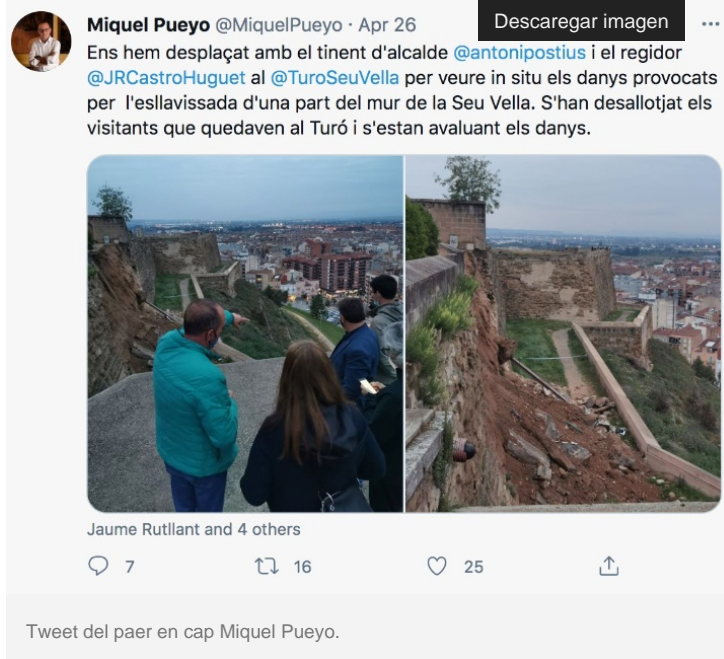 Miquel Pueyo @MiquelPueyo · Apr 26
Descaregar imagen
Ens hem desplaçat amb el tinent d'alcalde @antonipostius i el regidor
@JRCastroHuguet al @TuroSeuVella per veure in situ els danys provocats
per l'esllavissada d'una part del mur de la Seu Vella. S'han desallotjat els
visitants que quedaven al Turó i s'estan avaluant els danys.
Jaume Rutllant and 4 others
7 16 25
Tweet del paer en cap Miquel Pueyo.